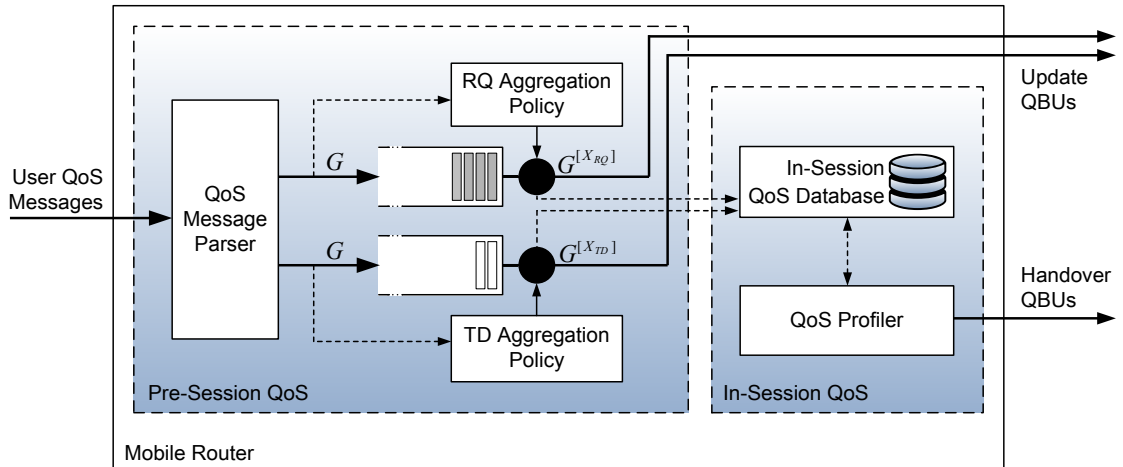 User QoS
Messages
QoS
Message
Parser
G
G
RQ Aggregation
Policy
G[X_RQ]
G[X_TD]
TD Aggregation
Policy
Pre-Session QoS
In-Session
QoS Database
QoS Profiler
In-Session QoS
Update
QBUs
Handover
QBUs
Mobile Router